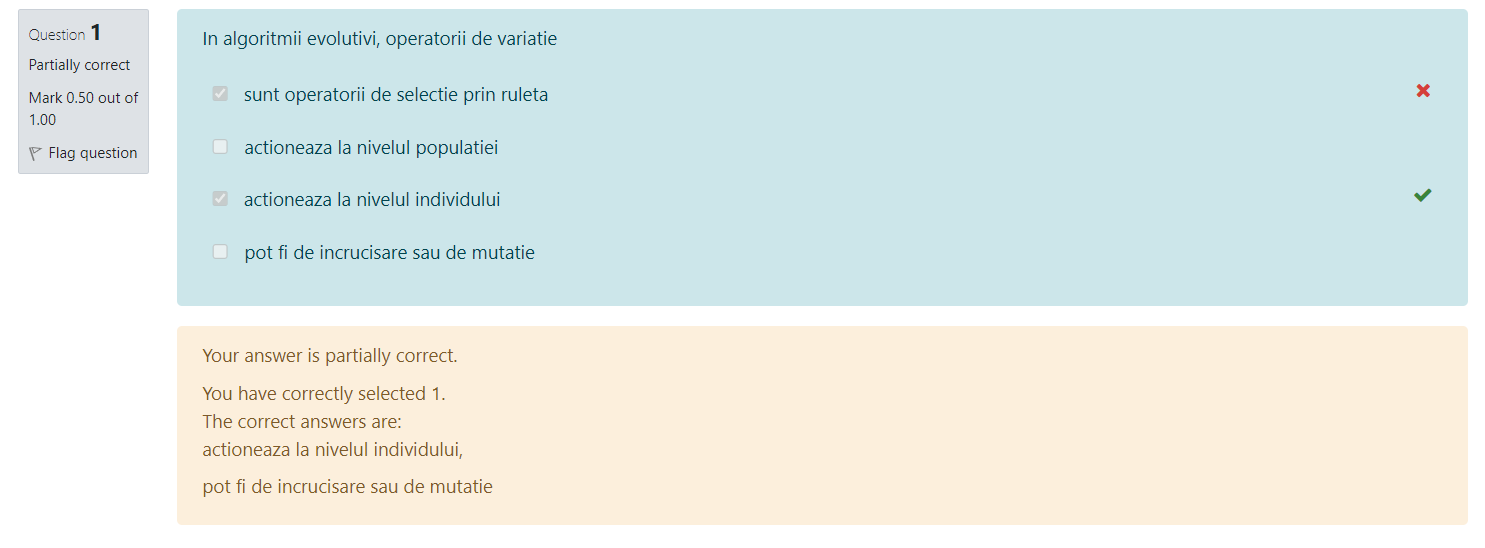 Question 1
Partially correct
Mark 0.50 out of
1.00
Flag question
In algoritmii evolutivi, operatorii de variatie
sunt operatorii de selectie prin ruleta
actioneaza la nivelul populatiei
actioneaza la nivelul individului
pot fi de incrucisare sau de mutatie
Your answer is partially correct.
You have correctly selected 1.
The correct answers are:
actioneaza la nivelul individului,
pot fi de incrucisare sau de mutatie